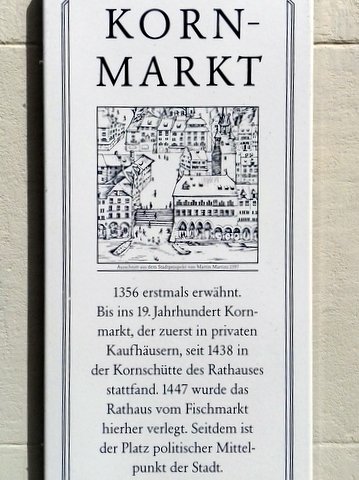 KORN-
MARKT
Ausschnitt aus dem Stadtprospekt von Martin Martini 1597
1356 erstmals erwähnt.
Bis ins 19. Jahrhundert Korn-
markt, der zuerst in privaten
Kaufhäusern, seit 1438 in
der Kornschütte des Rathauses
stattfand. 1447 wurde das
Rathaus vom Fischmarkt
hierher verlegt. Seitdem ist
der Platz politischer Mittel-
punkt der Stadt.